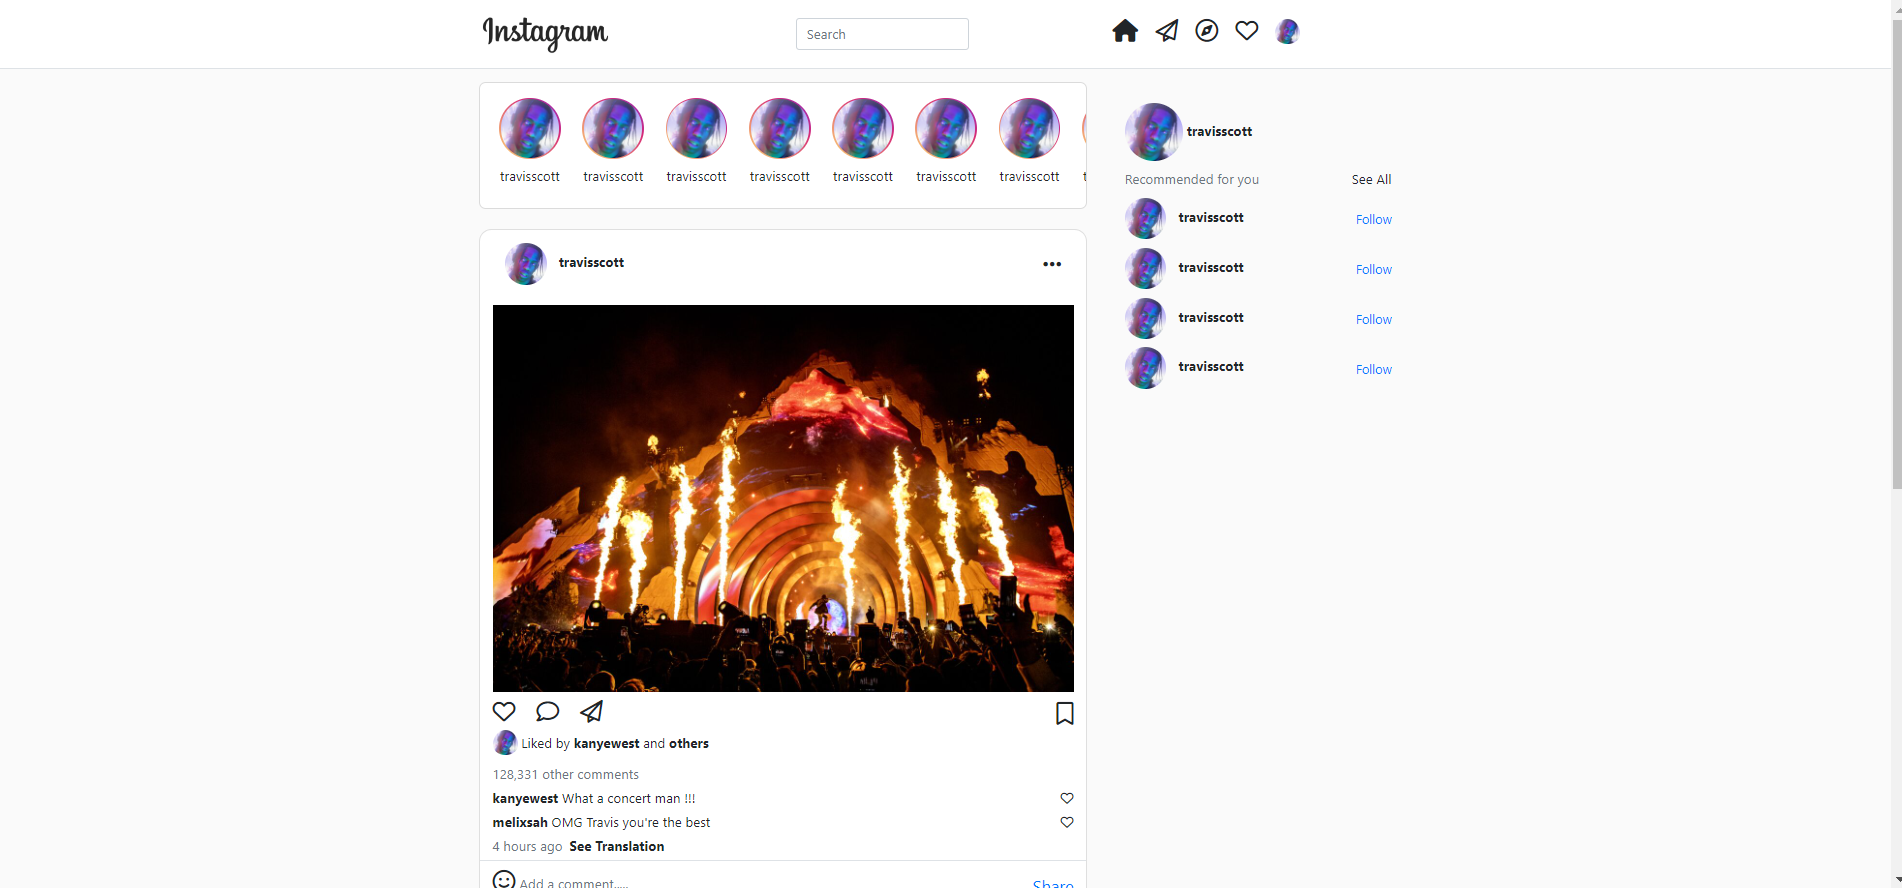 Instagram
Search
travisscott travisscott travisscott travisscott travisscott travisscott travisscott
travisscott
Recommended for you See All
travisscott Follow
travisscott Follow
travisscott Follow
travisscott Follow
travisscott
Liked by kanyewest and others
128,331 other comments
kanyewest What a concert man !!!
melixsah OMG Travis you're the best
4 hours ago See Translation
Add a comment..... Share